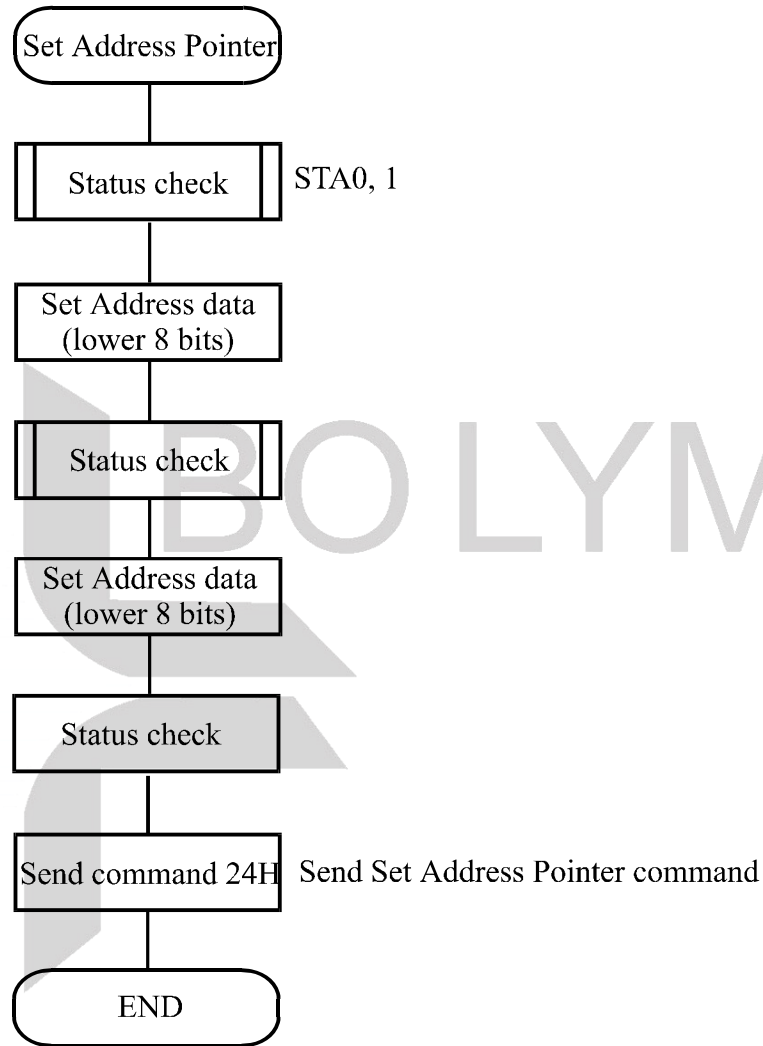 Set Address Pointer
Status check
STA0, 1
Set Address data
(lower 8 bits)
Status check
BOLYM
Set Address data
(lower 8 bits)
Status check
Send command 24H
Send Set Address Pointer command
END